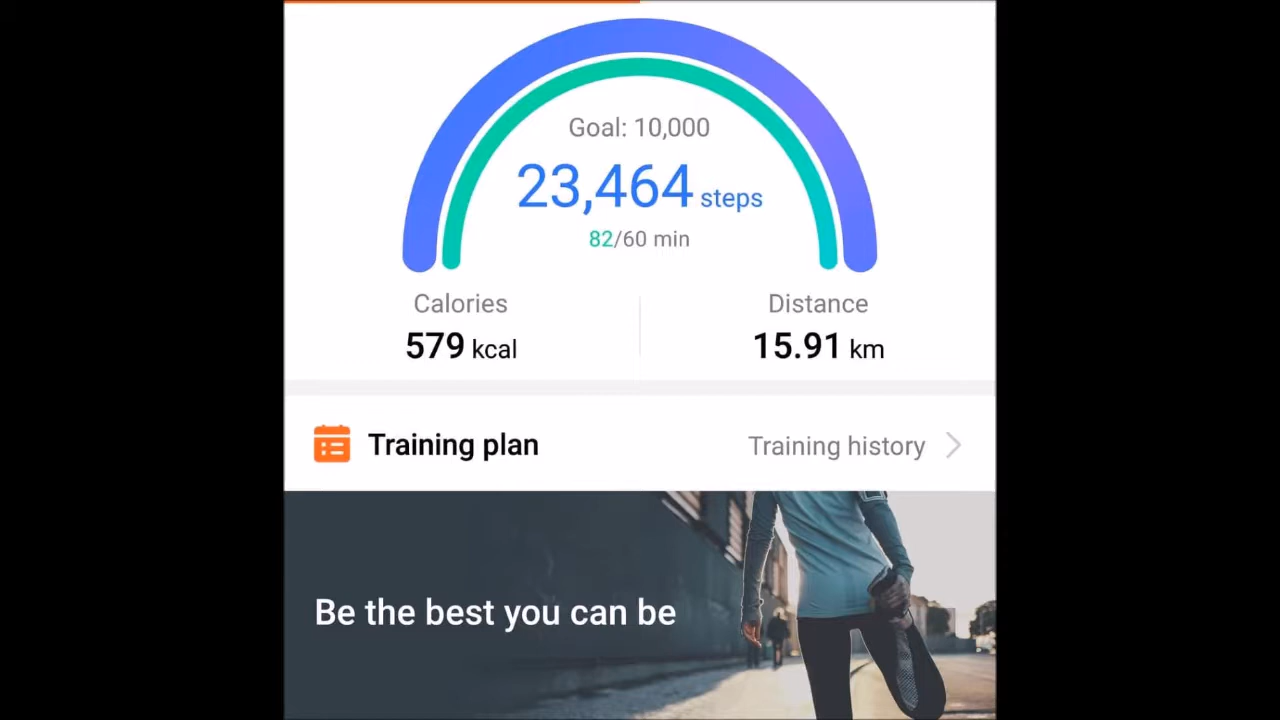 Goal: 10,000
23,464 steps
82/60 min
Calories
Distance
579 kcal
15.91 km
Training plan
Training history
Be the best you can be